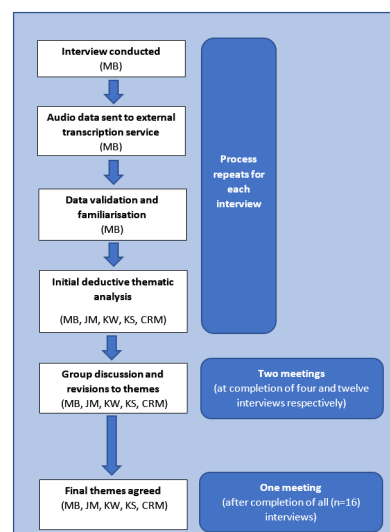 Interview conducted
(MB)
Audio data sent to external
transcription service
(MB)
Data validation and
familiarisation
(MB)
Initial deductive thematic
analysis
(MB, JM, KW, KS, CRM)
Process
repeats for
each
interview
Group discussion and
revisions to themes
(MB, JM, KW, KS, CRM)
Two meetings
(at completion of four and twelve
interviews respectively)
Final themes agreed
(MB, JM, KW, KS, CRM)
One meeting
(after completion of all (n=16)
interviews)